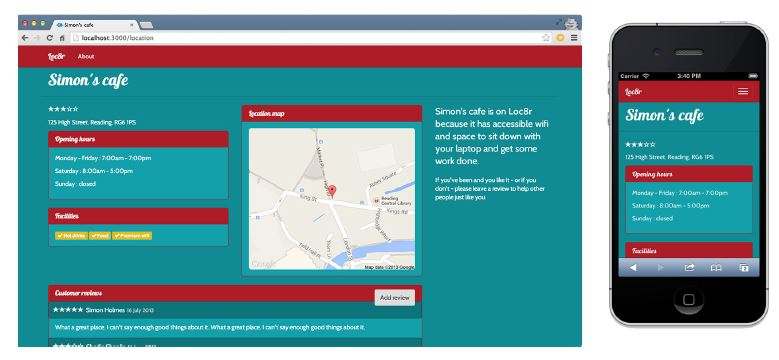 Simon's cafe
localhost:3000/location
Loc8r About
Simon's cafe
★★★☆☆
125 High Street, Reading, RG6 1PS
Opening hours
Monday - Friday : 7:00am - 7:00pm
Saturday : 8:00am - 5:00pm
Sunday : closed
Facilities
Hot drinks Food Premium wifi
Location map
King St
Kings Rd
Reading
Central Library
London St
Google
Map data ©2013 Google
Simon's cafe is on Loc8r
because it has accessible wifi
and space to sit down with
your laptop and get some
work done.
If you've been and you like it - or if you
don't - please leave a review to help other
people just like you.
Customer reviews
Add review
★★★★★ Simon Holmes 16 July 2013
What a great place. I can't say enough good things about it. What a great place. I can't say enough good things about it.
Carrier 3:40 PM
Loc8r
Simon's cafe
★★★☆☆
125 High Street, Reading, RG6 1PS
Opening hours
Monday - Friday : 7:00am - 7:00pm
Saturday : 8:00am - 5:00pm
Sunday : closed
Facilities